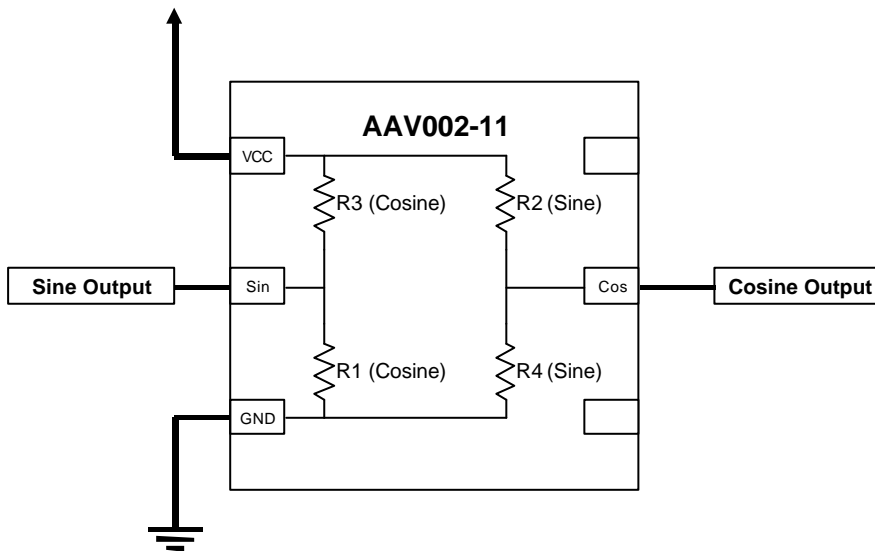 AAV002-11
VCC
R3 (Cosine)
R2 (Sine)
Sine Output
Sin
Cos
Cosine Output
R1 (Cosine)
R4 (Sine)
GND